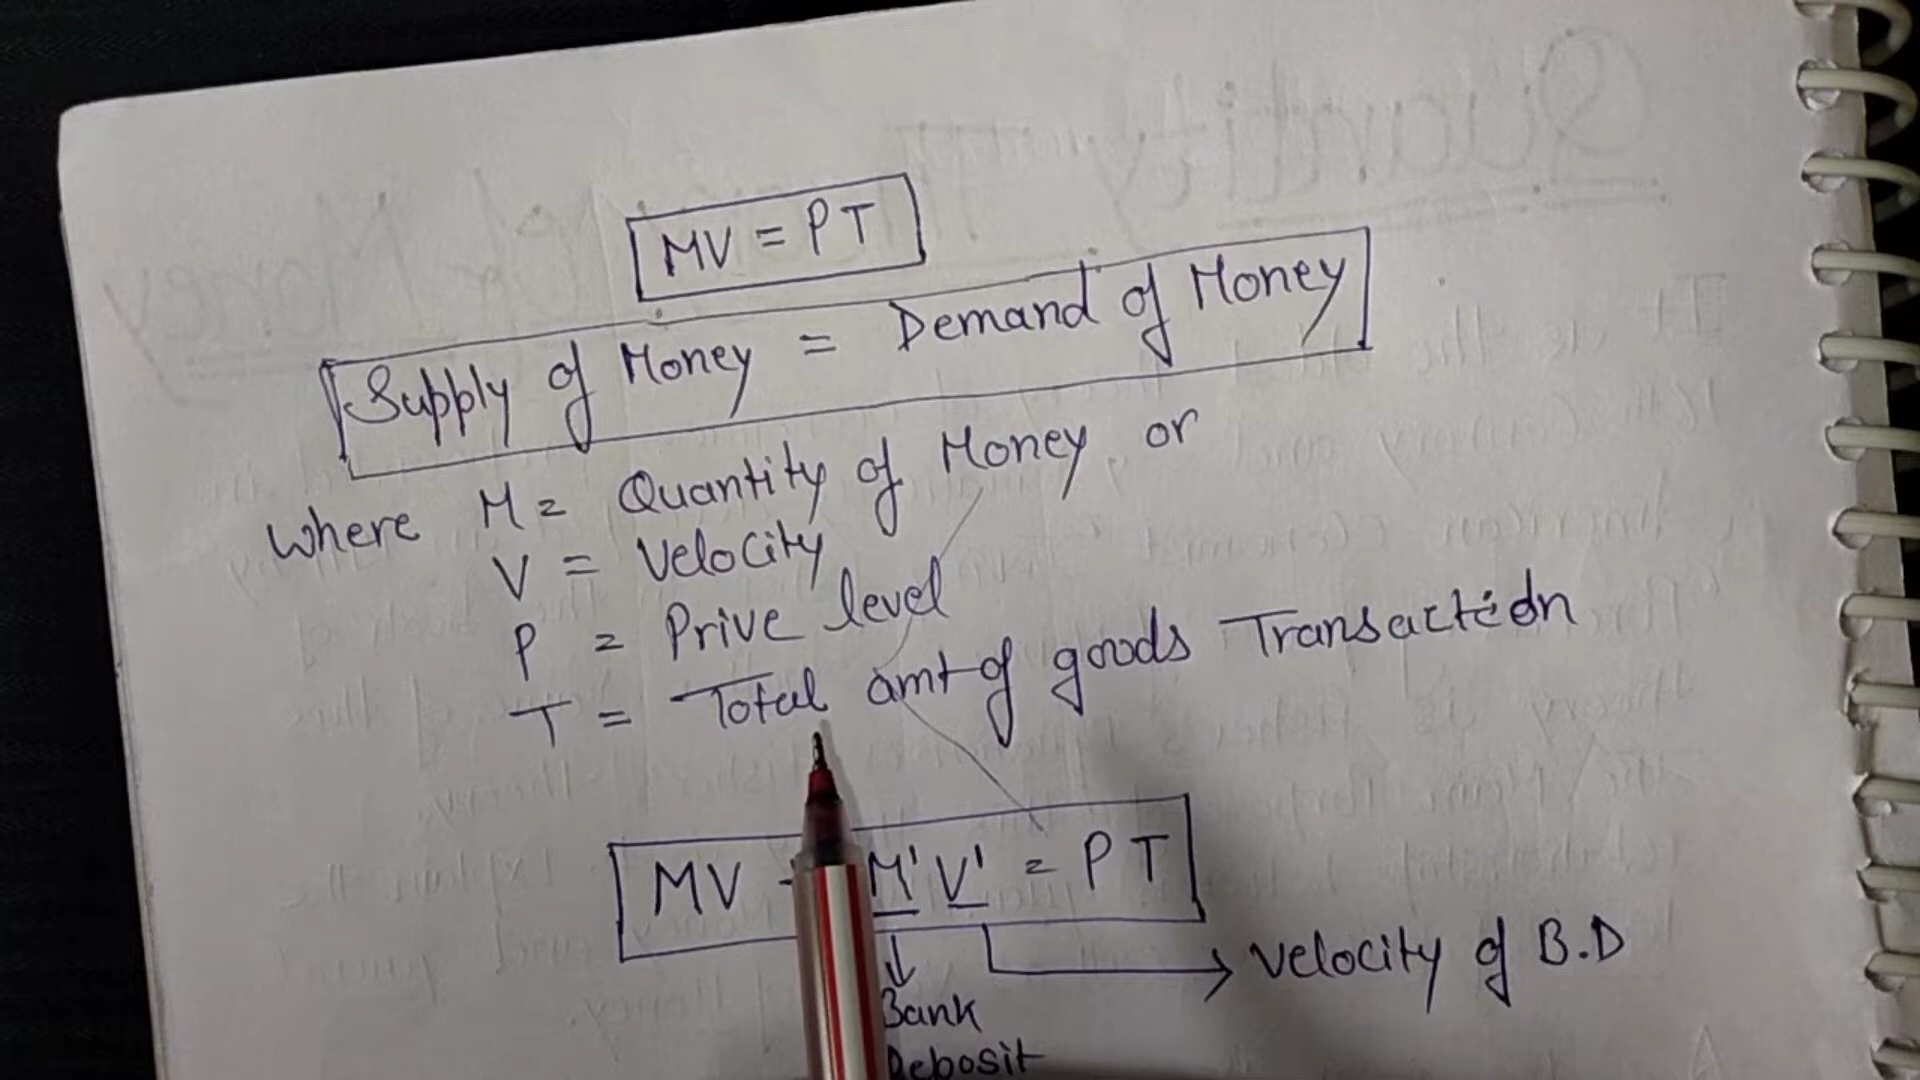 MV = PT
Supply of Money = Demand of Money
Where M = Quantity of Money or
V = Velocity
P = Prive level
T = Total amt of goods Transaction
MV M'V' = PT
Velocity of B.D
Bank
Debosit